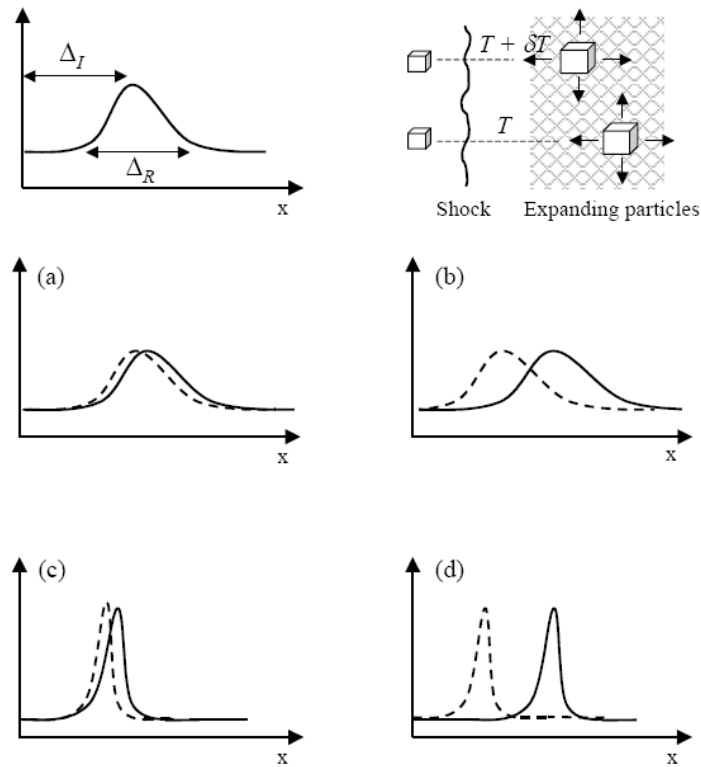 Δ_I
Δ_R
x
T + δT
T
Shock
Expanding particles
(a)
x
(b)
x
(c)
x
(d)
x